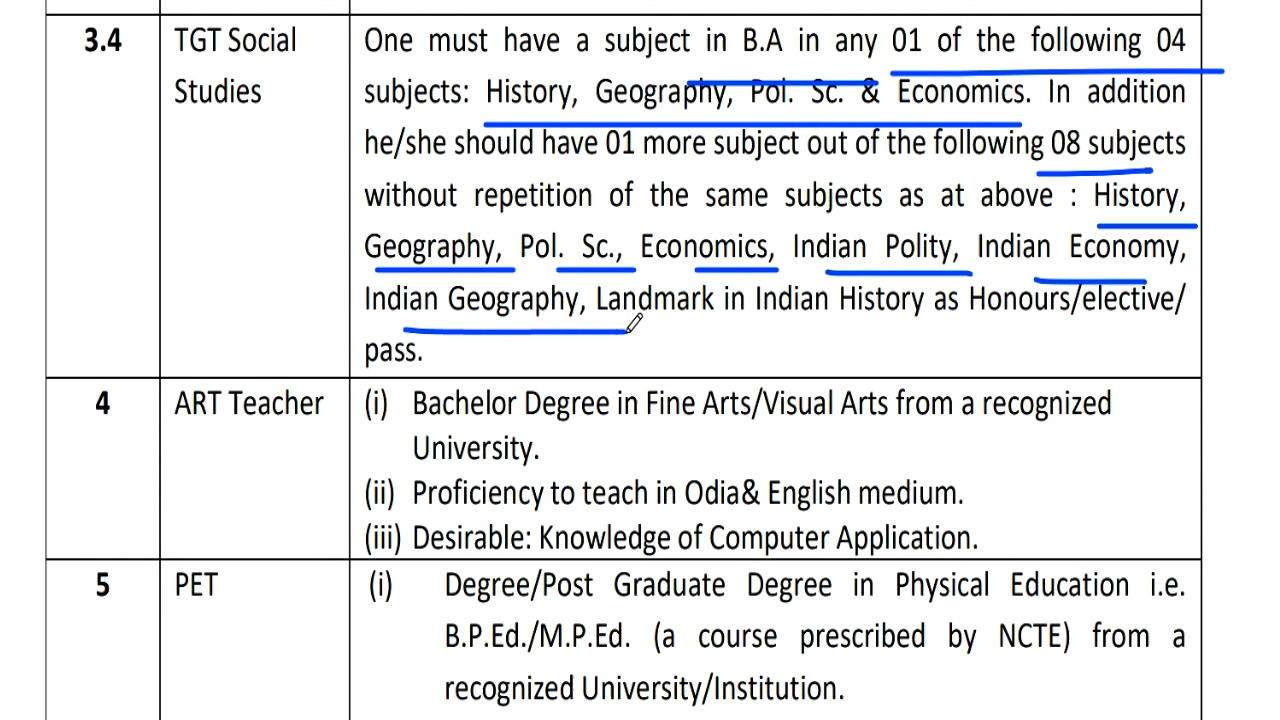 3.4 TGT Social Studies
One must have a subject in B.A in any 01 of the following 04
subjects: History, Geography, Pol. Sc. & Economics. In addition
he/she should have 01 more subject out of the following 08 subjects
without repetition of the same subjects as at above : History,
Geography, Pol. Sc., Economics, Indian Polity, Indian Economy,
Indian Geography, Landmark in Indian History as Honours/elective/
pass.
4 ART Teacher
(i) Bachelor Degree in Fine Arts/Visual Arts from a recognized
University.
(ii) Proficiency to teach in Odia& English medium.
(iii) Desirable: Knowledge of Computer Application.
5 PET
(i) Degree/Post Graduate Degree in Physical Education i.e.
B.P.Ed./M.P.Ed. (a course prescribed by NCTE) from a
recognized University/Institution.